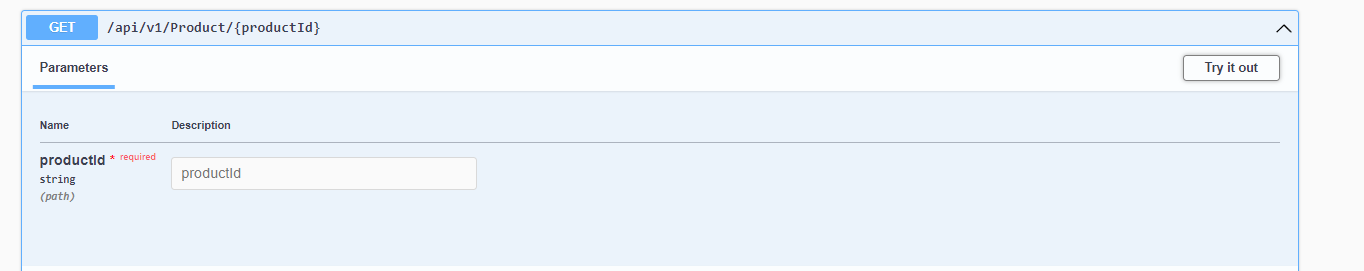 GET /api/v1/Product/{productId}
Parameters Try it out
Name Description
productId * required productId
string
(path)